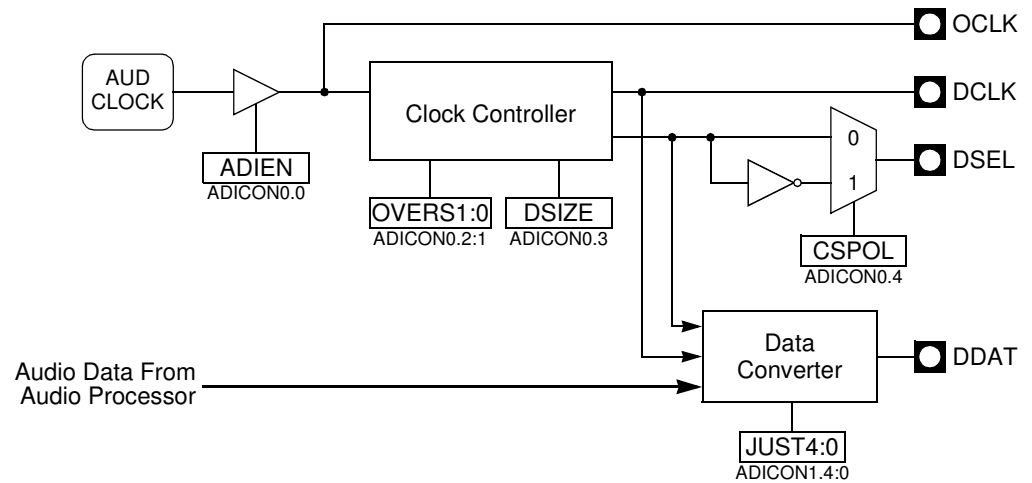 OCLK
AUD
CLOCK
Clock Controller
DCLK
0
1
DSEL
ADIEN
ADICON0.0
OVERS1:0
ADICON0.2:1
DSIZE
ADICON0.3
CSPOL
ADICON0.4
Audio Data From
Audio Processor
Data
Converter
DDAT
JUST4:0
ADICON1.4:0